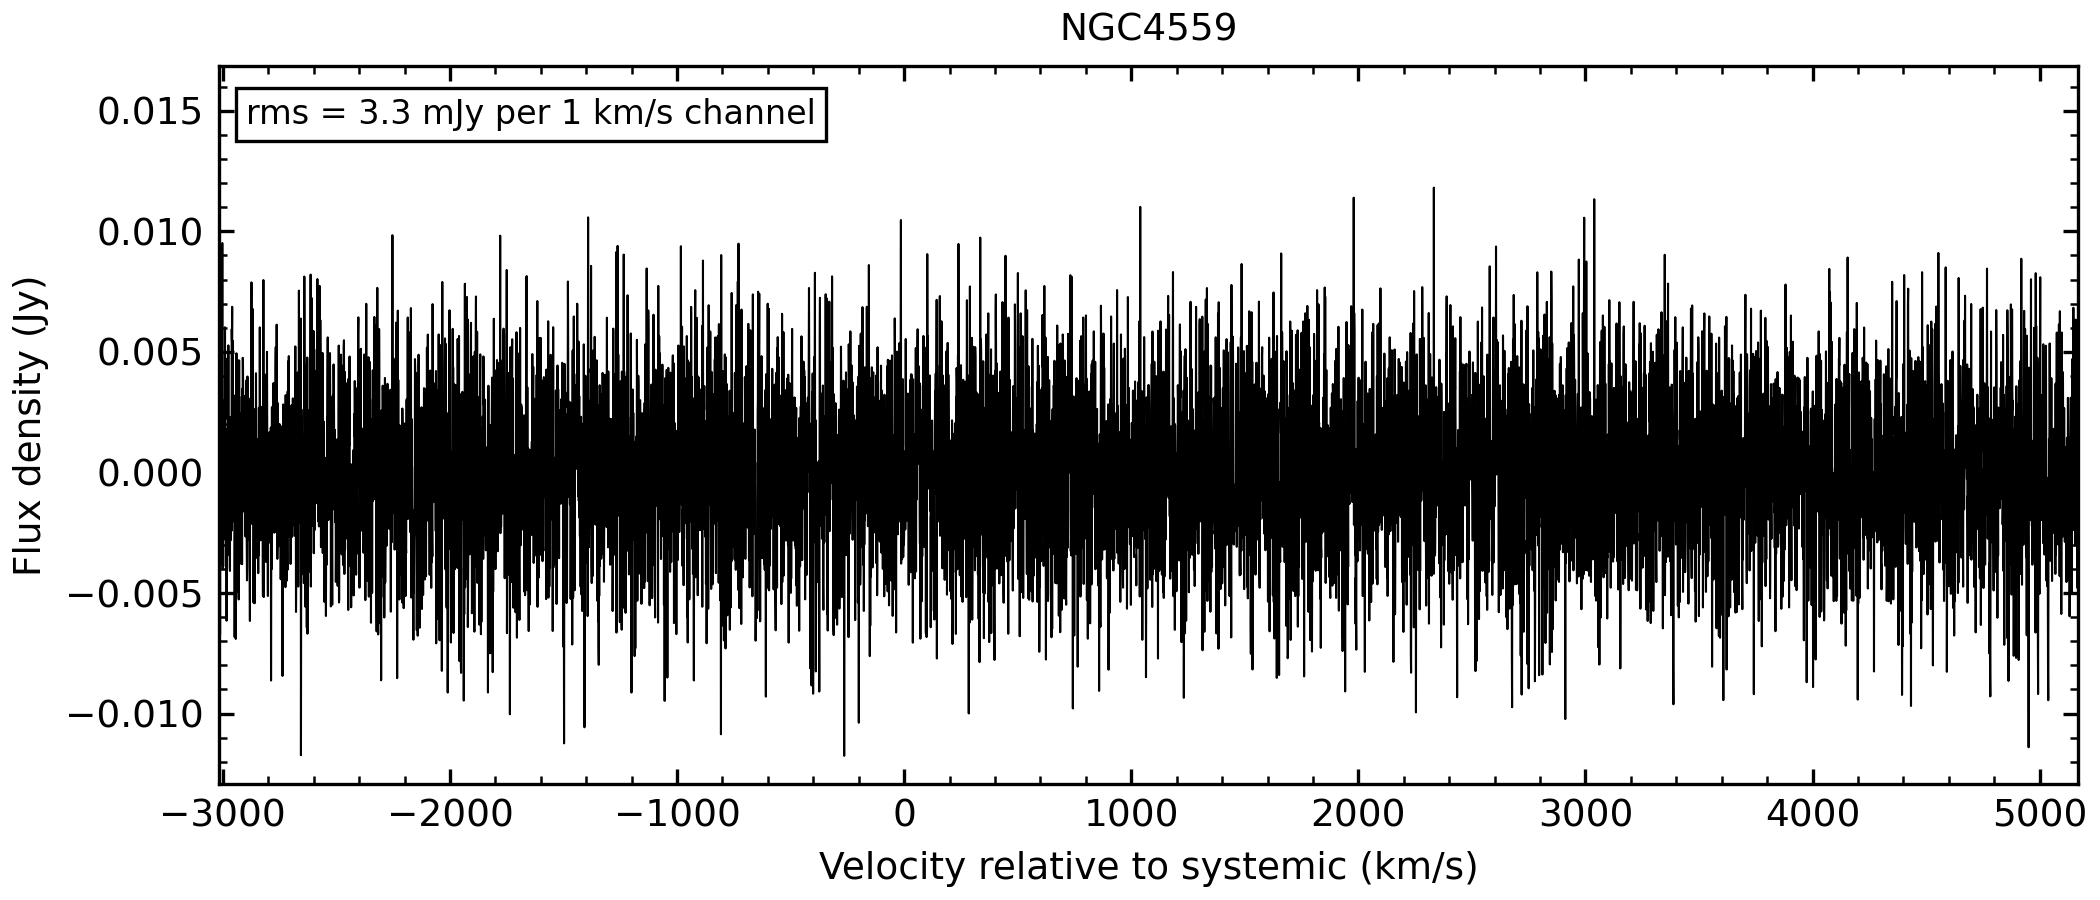 NGC4559
rms = 3.3 mJy per 1 km/s channel
0.015
0.010
0.005
0.000
−0.005
−0.010
Flux density (Jy)
−3000 −2000 −1000 0 1000 2000 3000 4000 5000
Velocity relative to systemic (km/s)